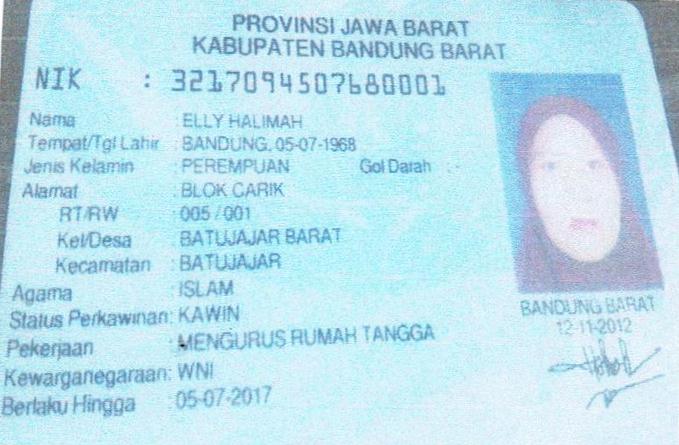 PROVINSI JAWA BARAT
KABUPATEN BANDUNG BARAT
NIK : 3217094507680001
Nama : ELLY HALIMAH
Tempat/Tgl Lahir : BANDUNG, 05-07-1968
Jenis Kelamin : PEREMPUAN Gol Darah : -
Alamat : BLOK CARIK
RT/RW : 005 / 001
Kel/Desa : BATUJAJAR BARAT
Kecamatan : BATUJAJAR
Agama : ISLAM
Status Perkawinan: KAWIN
Pekerjaan : MENGURUS RUMAH TANGGA
Kewarganegaraan: WNI
Berlaku Hingga : 05-07-2017
BANDUNG BARAT
12-11-2012